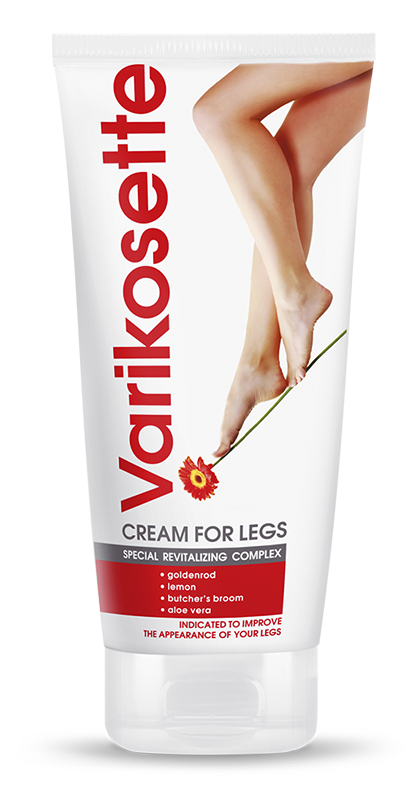 Varikosette
CREAM FOR LEGS
SPECIAL REVITALIZING COMPLEX
• goldenrod
• lemon
• butcher's broom
• aloe vera
INDICATED TO IMPROVE
THE APPEARANCE OF YOUR LEGS